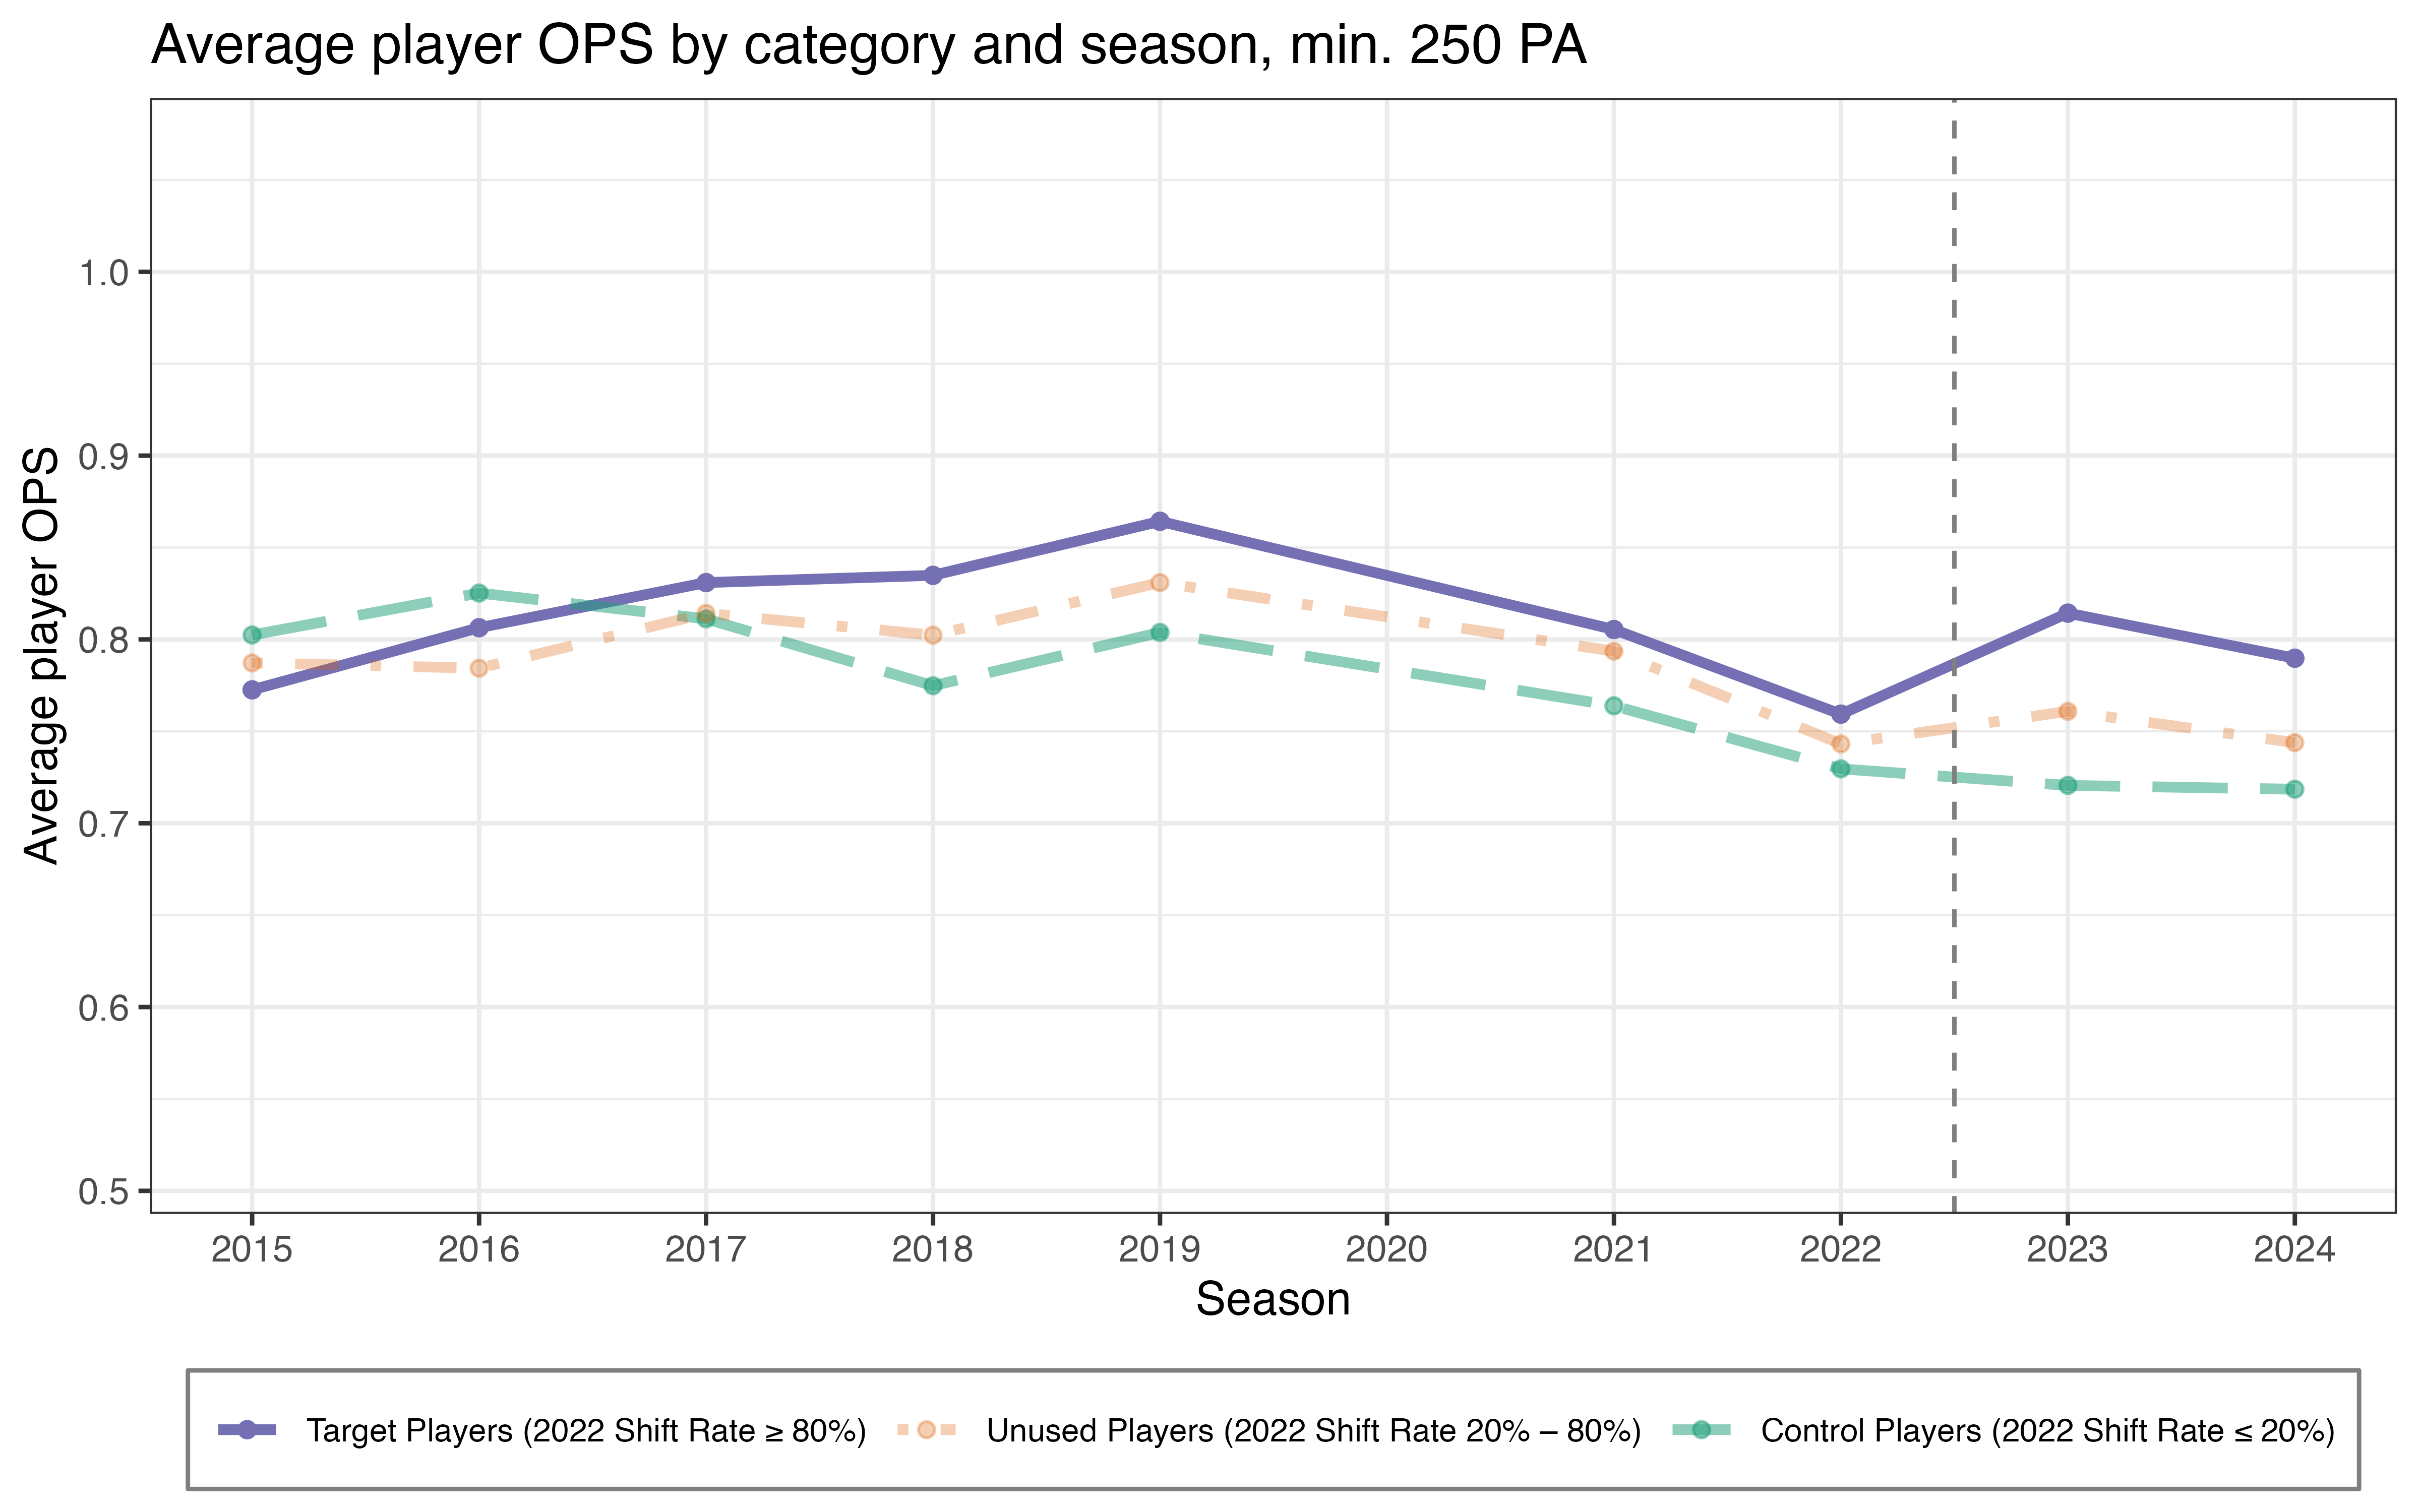 Average player OPS by category and season, min. 250 PA
Average player OPS
1.0
0.9
0.8
0.7
0.6
0.5
2015 2016 2017 2018 2019 2020 2021 2022 2023 2024
Season
Target Players (2022 Shift Rate ≥ 80%) Unused Players (2022 Shift Rate 20% – 80%) Control Players (2022 Shift Rate ≤ 20%)